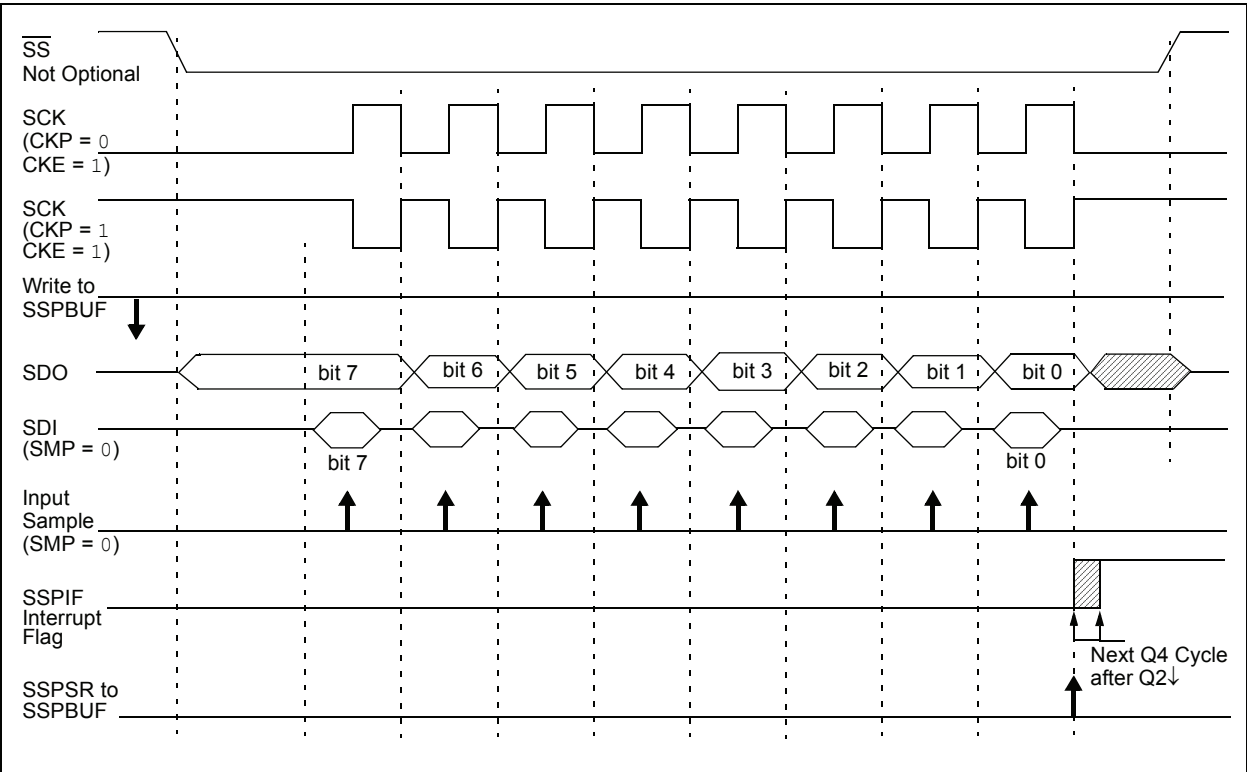 SS
Not Optional
SCK
(CKP = 0
CKE = 1)
SCK
(CKP = 1
CKE = 1)
Write to
SSPBUF
SDO
bit 7
bit 6
bit 5
bit 4
bit 3
bit 2
bit 1
bit 0
SDI
(SMP = 0)
bit 7
bit 0
Input
Sample
(SMP = 0)
SSPIF
Interrupt
Flag
Next Q4 Cycle
after Q2↓
SSPSR to
SSPBUF